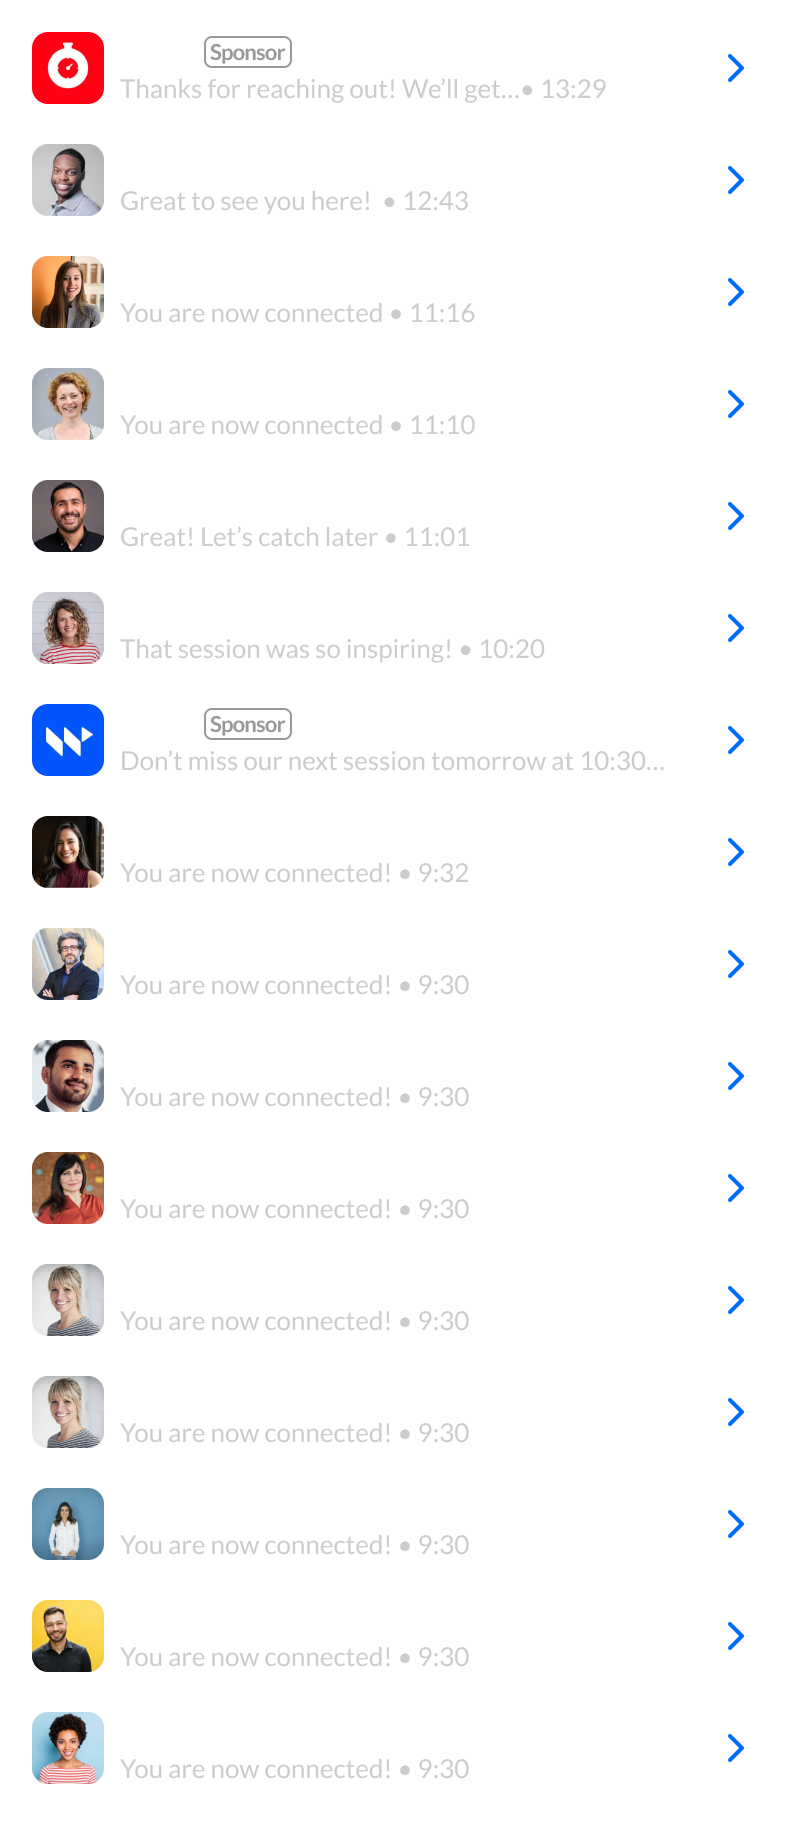 Sponsor
Thanks for reaching out! We’ll get...• 13:29
Great to see you here! • 12:43
You are now connected • 11:16
You are now connected • 11:10
Great! Let’s catch later • 11:01
That session was so inspiring! • 10:20
Sponsor
Don’t miss our next session tomorrow at 10:30...
You are now connected! • 9:32
You are now connected! • 9:30
You are now connected! • 9:30
You are now connected! • 9:30
You are now connected! • 9:30
You are now connected! • 9:30
You are now connected! • 9:30
You are now connected! • 9:30
You are now connected! • 9:30